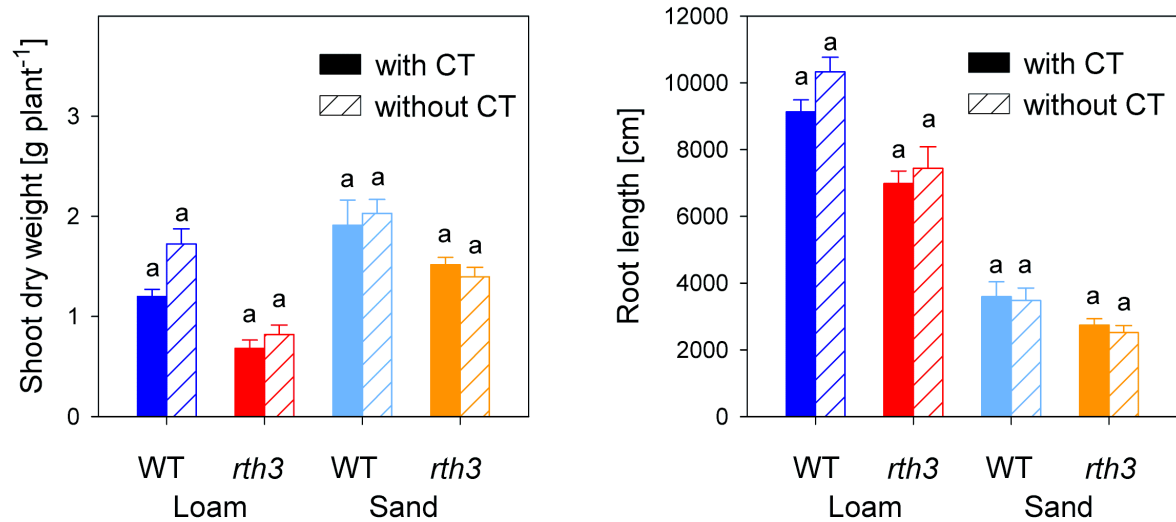 Shoot dry weight [g plant⁻¹]
3
2
1
0
with CT
without CT
a a a a a a a a
WT rth3 WT rth3
Loam Sand
Root length [cm]
12000
10000
8000
6000
4000
2000
0
with CT
without CT
a a a a a a a a
WT rth3 WT rth3
Loam Sand